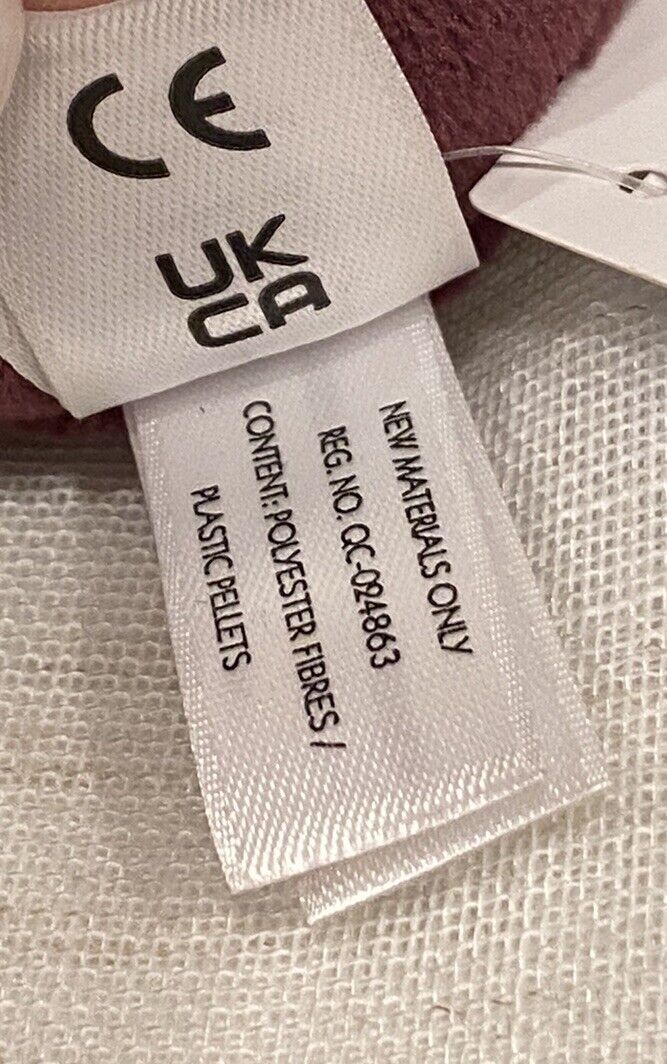 CE
UK
CA
NEW MATERIALS ONLY
REG. NO. QC-024863
CONTENT: POLYESTER FIBRES /
PLASTIC PELLETS